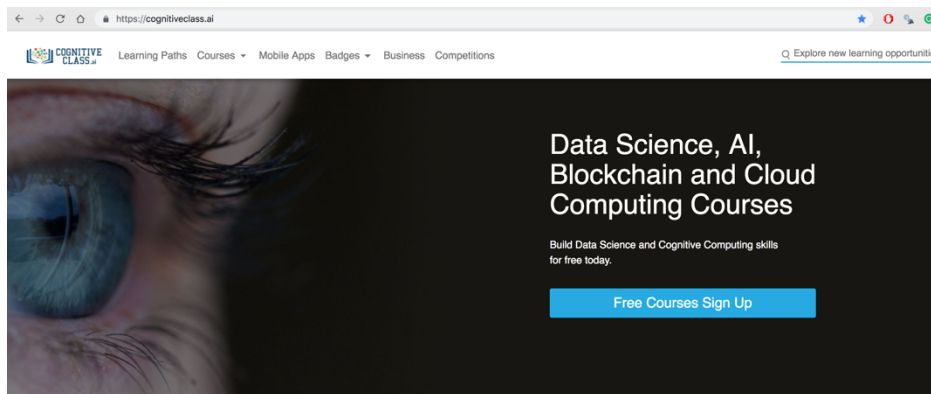 https://cognitiveclass.ai
COGNITIVE
CLASS.ai
Learning Paths Courses Mobile Apps Badges Business Competitions
Explore new learning opportuniti
Data Science, AI,
Blockchain and Cloud
Computing Courses
Build Data Science and Cognitive Computing skills
for free today.
Free Courses Sign Up